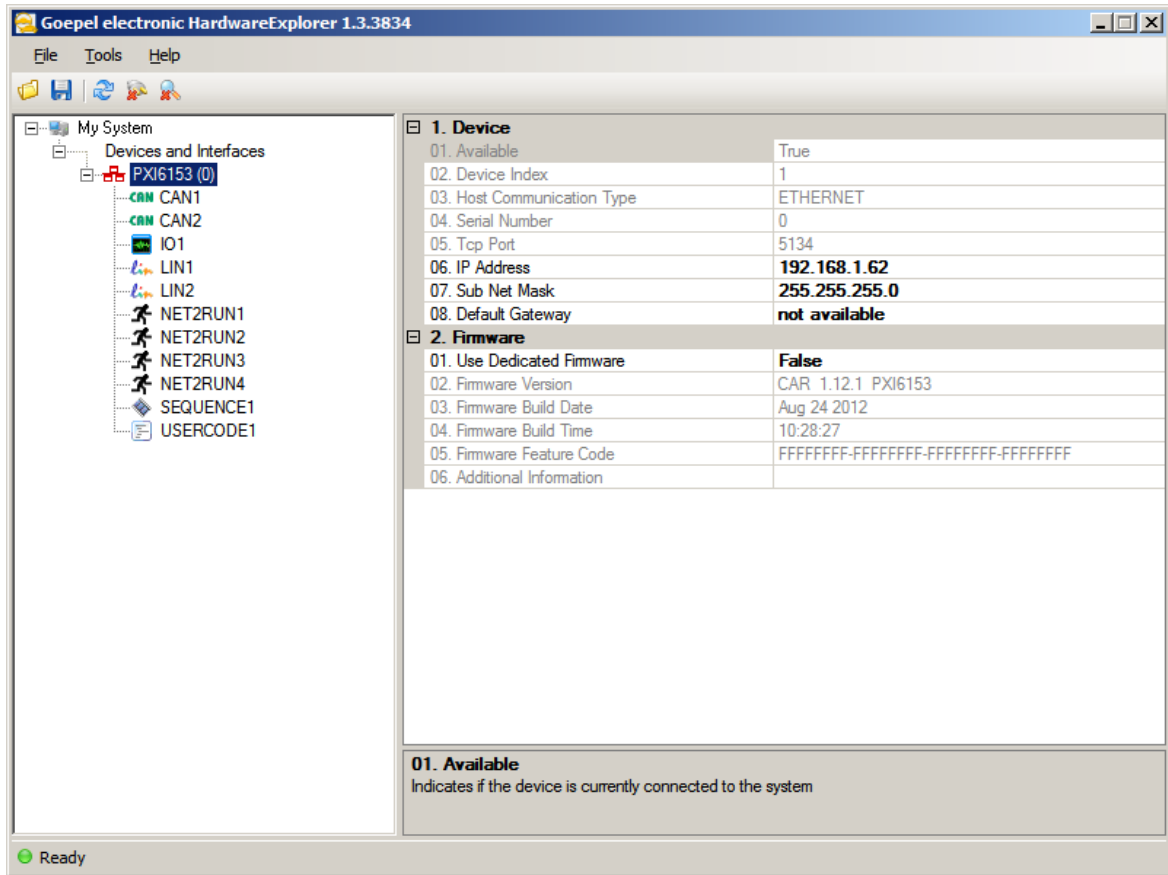 Goepel electronic HardwareExplorer 1.3.3834
File Tools Help
My System
Devices and Interfaces
PXI6153 (0)
CAN CAN1
CAN CAN2
IO1
Lin LIN1
Lin LIN2
NET2RUN1
NET2RUN2
NET2RUN3
NET2RUN4
SEQUENCE1
USERCODE1
1. Device
01. Available True
02. Device Index 1
03. Host Communication Type ETHERNET
04. Serial Number 0
05. Tcp Port 5134
06. IP Address 192.168.1.62
07. Sub Net Mask 255.255.255.0
08. Default Gateway not available
2. Firmware
01. Use Dedicated Firmware False
02. Firmware Version CAR 1.12.1 PXI6153
03. Firmware Build Date Aug 24 2012
04. Firmware Build Time 10:28:27
05. Firmware Feature Code FFFFFFFF-FFFFFFFF-FFFFFFFF-FFFFFFFF
06. Additional Information
01. Available
Indicates if the device is currently connected to the system
Ready